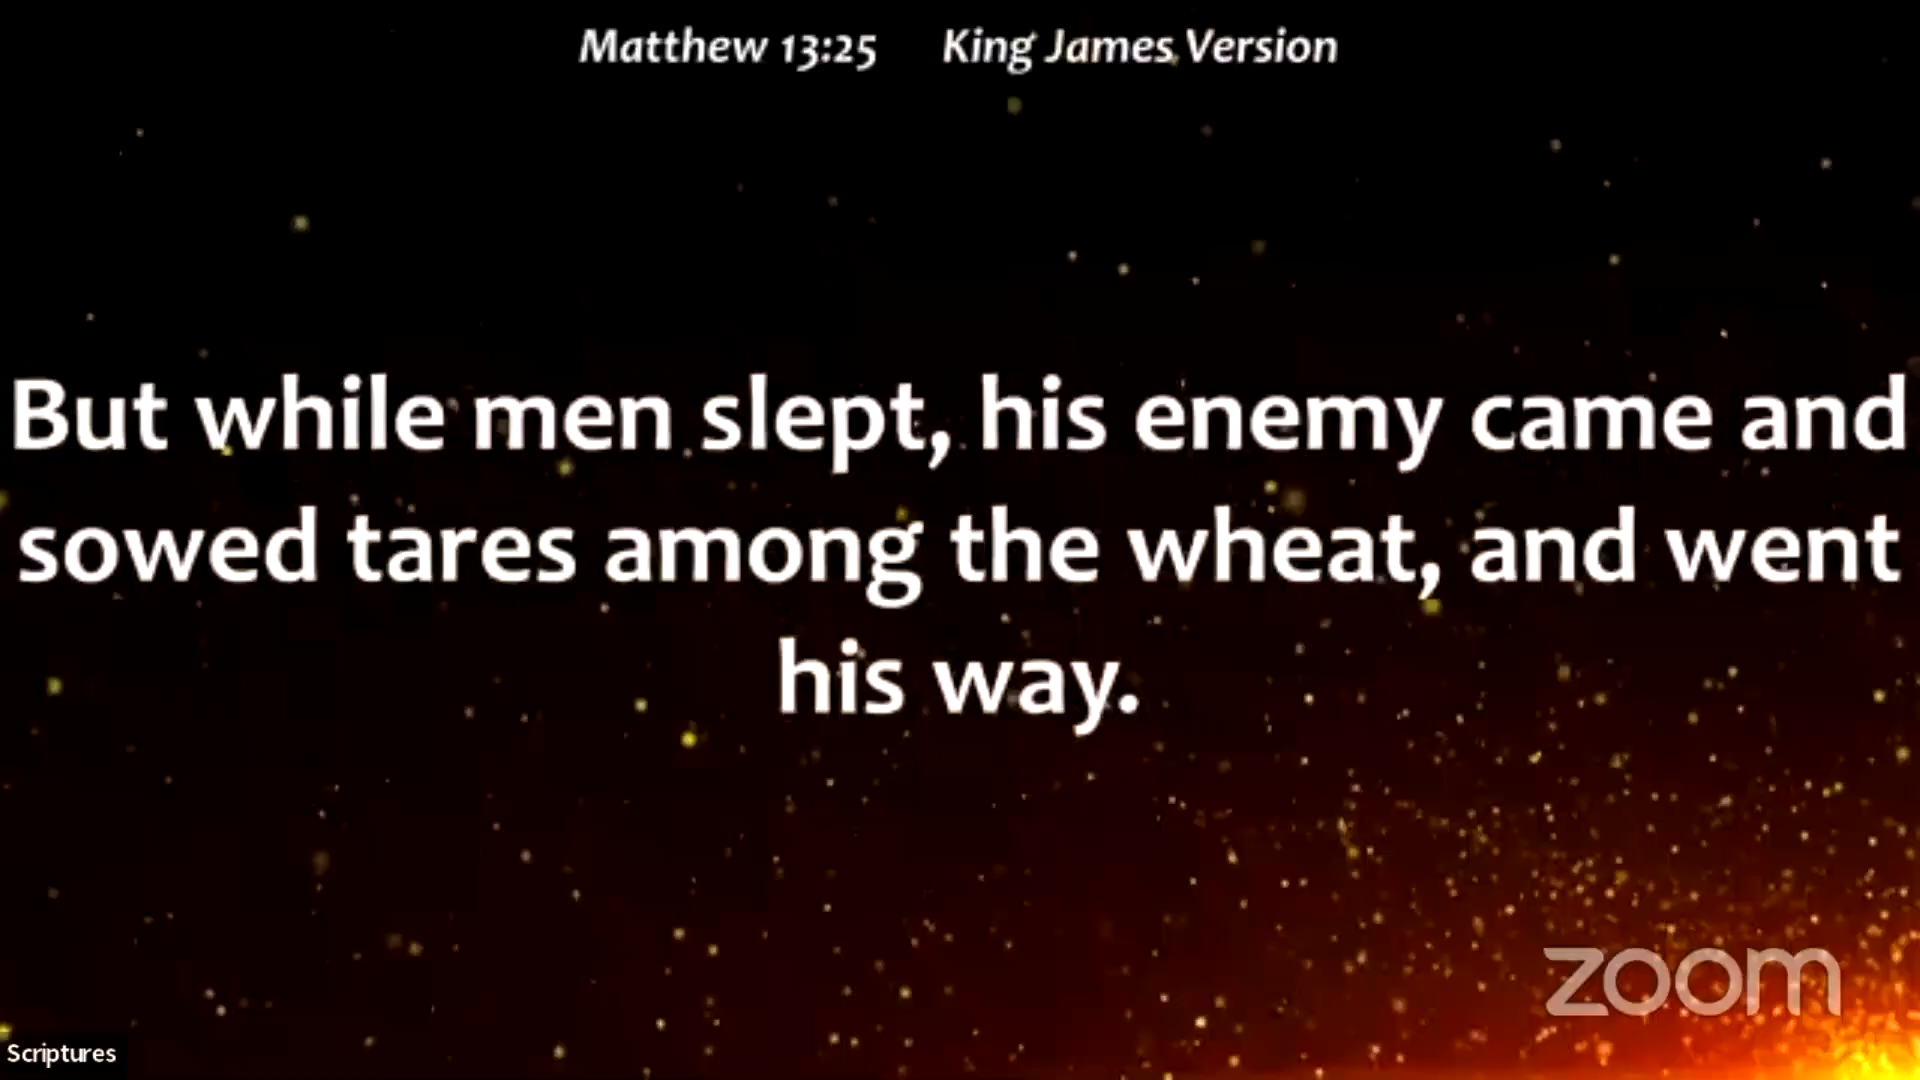 Matthew 13:25 King James Version
But while men slept, his enemy came and
sowed tares among the wheat, and went
his way.
zoom
Scriptures